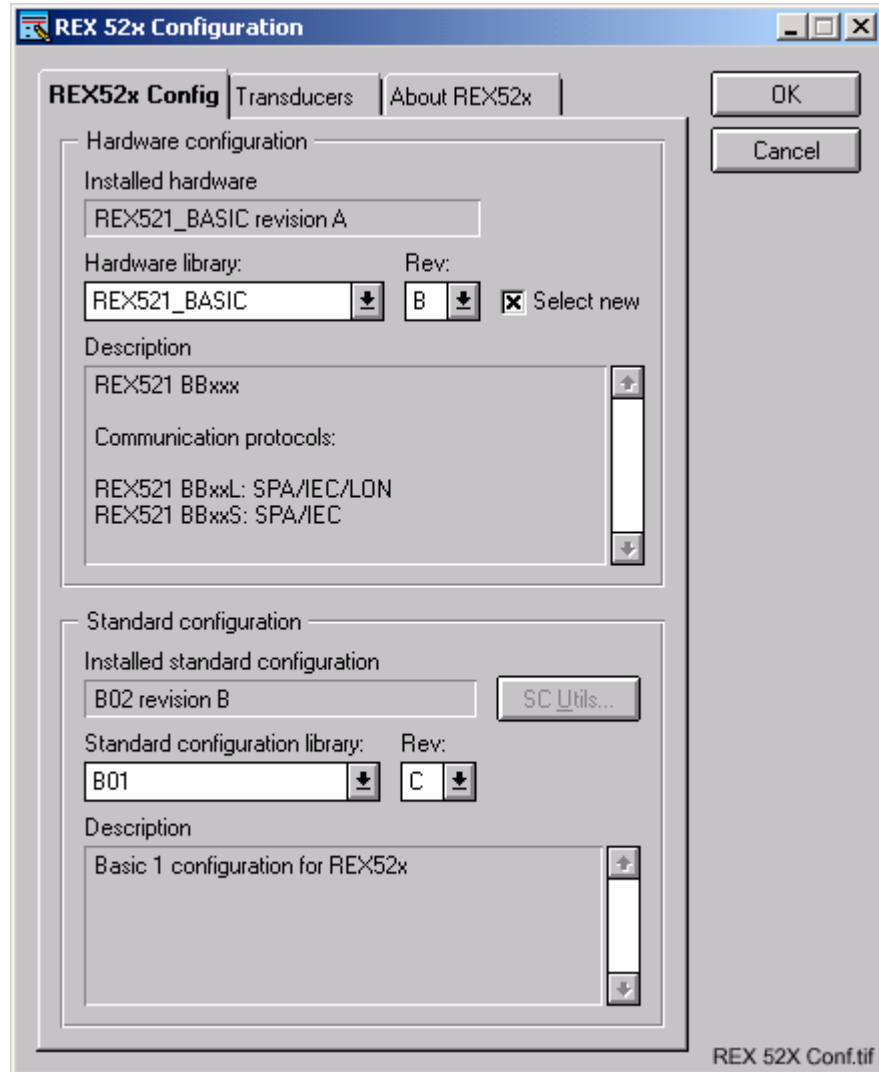 REX 52x Configuration
REX52x Config
Transducers
About REX52x
OK
Cancel
Hardware configuration
Installed hardware
REX521_BASIC revision A
Hardware library:
Rev:
REX521_BASIC
B
Select new
Description
REX521 BBxxx
Communication protocols:
REX521 BBxxL: SPA/IEC/LON
REX521 BBxxS: SPA/IEC
Standard configuration
Installed standard configuration
B02 revision B
SC Utils...
Standard configuration library:
Rev:
B01
C
Description
Basic 1 configuration for REX52x
REX 52X Conf.tif